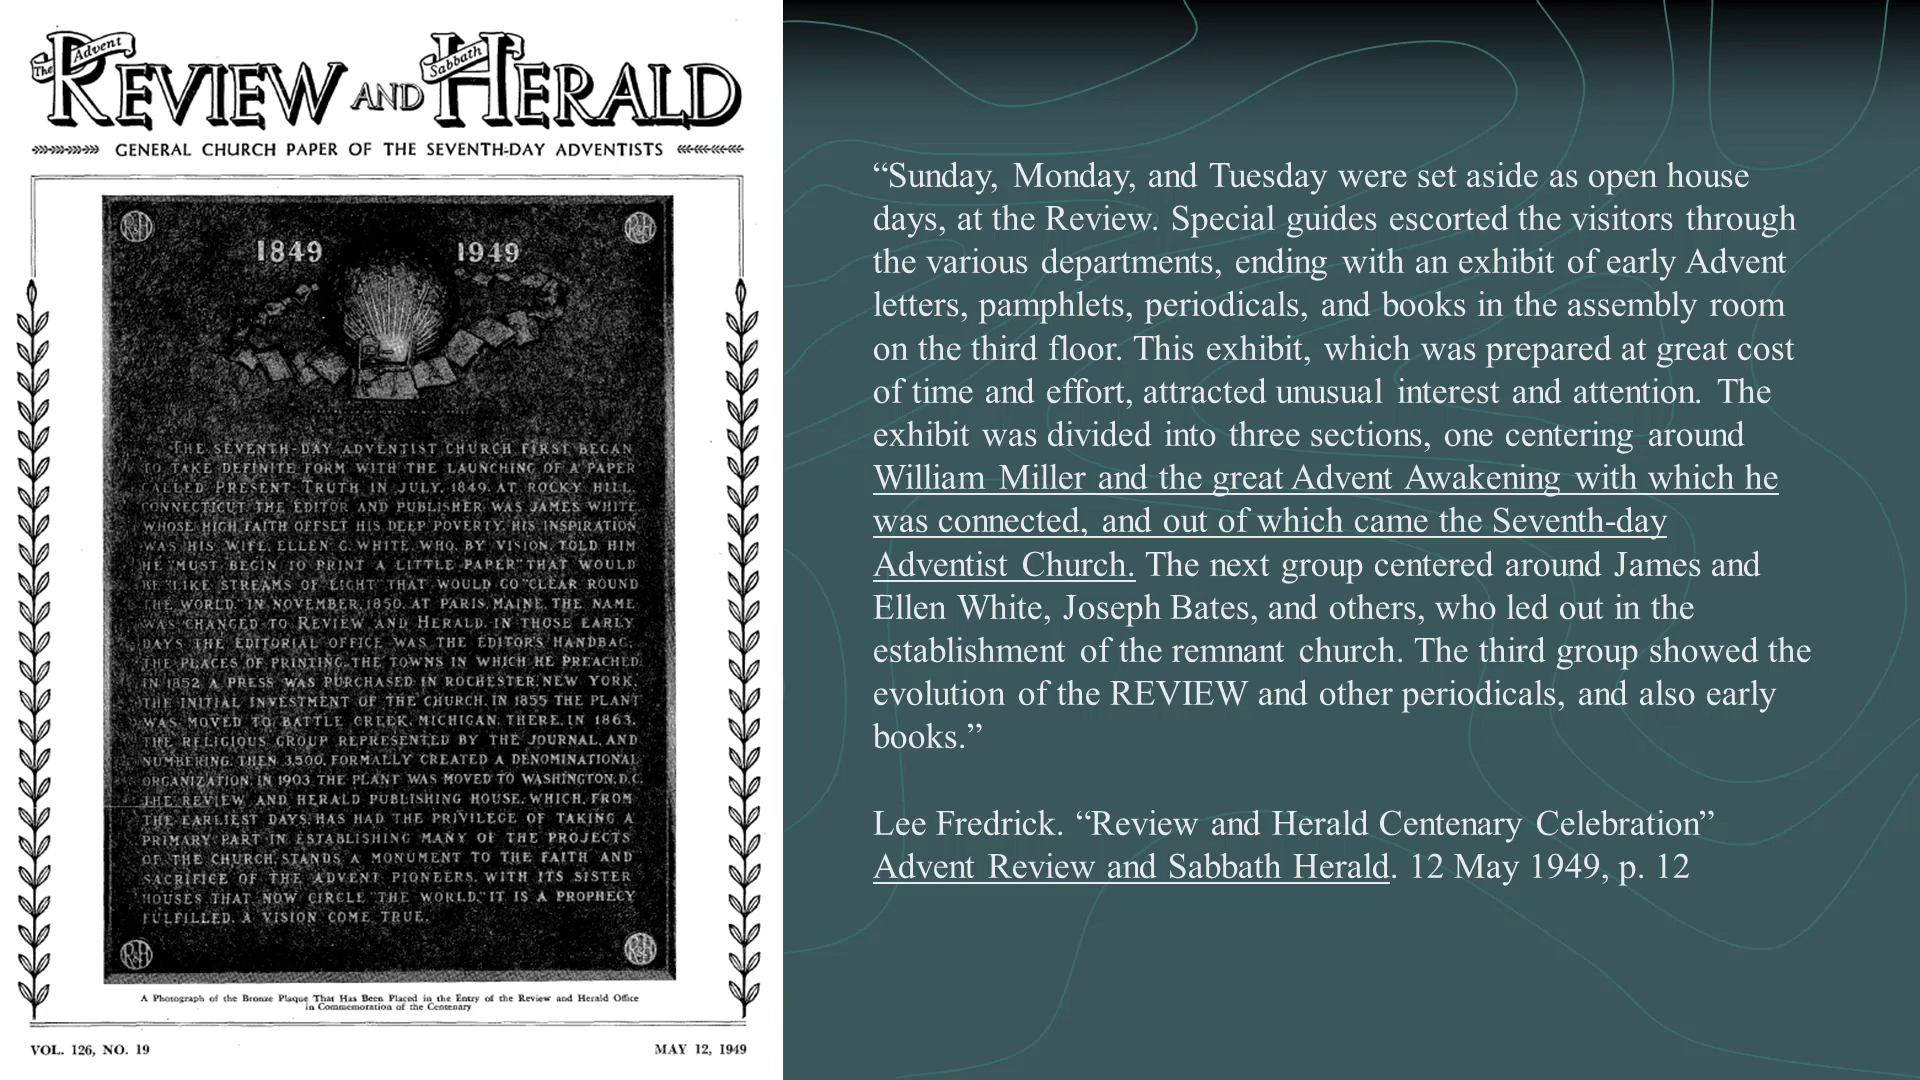 The Advent
REVIEW AND Sabbath HERALD
GENERAL CHURCH PAPER OF THE SEVENTH-DAY ADVENTISTS
R&H
R&H
1849 1949
THE SEVENTH-DAY ADVENTIST CHURCH FIRST BEGAN
TO TAKE DEFINITE FORM WITH THE LAUNCHING OF A PAPER
CALLED PRESENT TRUTH IN JULY, 1849, AT ROCKY HILL,
CONNECTICUT. THE EDITOR AND PUBLISHER WAS JAMES WHITE
WHOSE HIGH FAITH OFFSET HIS DEEP POVERTY. HIS INSPIRATION
WAS HIS WIFE, ELLEN G. WHITE, WHO, BY VISION, TOLD HIM
HE "MUST BEGIN TO PRINT A LITTLE PAPER" THAT WOULD
BE "LIKE STREAMS OF LIGHT" THAT WOULD GO "CLEAR ROUND
THE WORLD." IN NOVEMBER, 1850, AT PARIS, MAINE, THE NAME
WAS CHANGED TO REVIEW AND HERALD. IN THOSE EARLY
DAYS THE EDITORIAL OFFICE WAS THE EDITOR'S HANDBAG,
THE PLACES OF PRINTING, THE TOWNS IN WHICH HE PREACHED.
IN 1852 A PRESS WAS PURCHASED IN ROCHESTER, NEW YORK,
THE INITIAL INVESTMENT OF THE CHURCH. IN 1855 THE PLANT
WAS MOVED TO BATTLE CREEK, MICHIGAN. THERE, IN 1863,
THE RELIGIOUS GROUP REPRESENTED BY THE JOURNAL, AND
NUMBERING, THEN, 3,500, FORMALLY CREATED A DENOMINATIONAL
ORGANIZATION. IN 1903 THE PLANT WAS MOVED TO WASHINGTON, D.C.
THE REVIEW AND HERALD PUBLISHING HOUSE, WHICH, FROM
THE EARLIEST DAYS, HAS HAD THE PRIVILEGE OF TAKING A
PRIMARY PART IN ESTABLISHING MANY OF THE PROJECTS
OF THE CHURCH, STANDS A MONUMENT TO THE FAITH AND
SACRIFICE OF THE ADVENT PIONEERS. WITH ITS SISTER
HOUSES THAT NOW CIRCLE "THE WORLD," IT IS A PROPHECY
FULFILLED, A VISION COME TRUE.
R&H
R&H
A Photograph of the Bronze Plaque That Has Been Placed in the Entry of the Review and Herald Office
in Commemoration of the Centenary
VOL. 126, NO. 19
MAY 12, 1949
“Sunday, Monday, and Tuesday were set aside as open house
days, at the Review. Special guides escorted the visitors through
the various departments, ending with an exhibit of early Advent
letters, pamphlets, periodicals, and books in the assembly room
on the third floor. This exhibit, which was prepared at great cost
of time and effort, attracted unusual interest and attention. The
exhibit was divided into three sections, one centering around
William Miller and the great Advent Awakening with which he
was connected, and out of which came the Seventh-day
Adventist Church. The next group centered around James and
Ellen White, Joseph Bates, and others, who led out in the
establishment of the remnant church. The third group showed the
evolution of the REVIEW and other periodicals, and also early
books.”
Lee Fredrick. “Review and Herald Centenary Celebration”
Advent Review and Sabbath Herald. 12 May 1949, p. 12